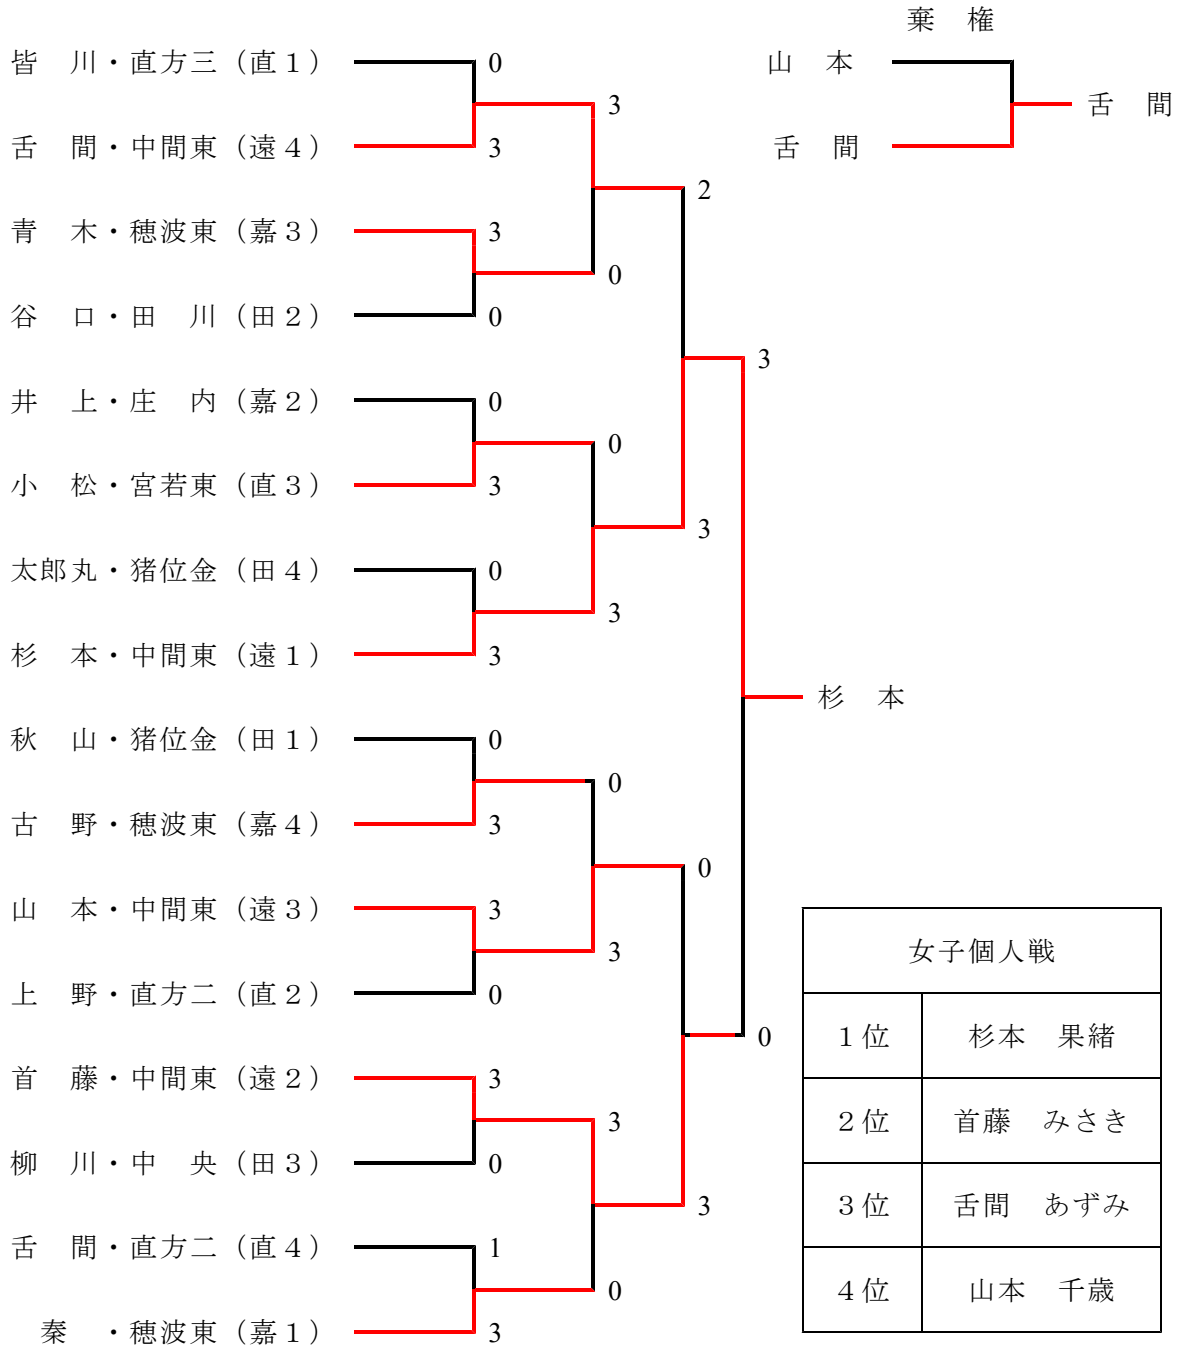 棄　権
皆　川・直方三（直１） 0 山　本
3 舌　間
舌　間・中間東（遠４） 3 舌　間
2
青　木・穂波東（嘉３） 3
0
谷　口・田　川（田２） 0
3
井　上・庄　内（嘉２） 0
0
小　松・宮若東（直３） 3
3
太郎丸・猪位金（田４） 0
3
杉　本・中間東（遠１） 3
杉　本
秋　山・猪位金（田１） 0
0
古　野・穂波東（嘉４） 3
0
山　本・中間東（遠３） 3
3 女子個人戦
上　野・直方二（直２） 0
0 １位 杉本　果緒
首　藤・中間東（遠２） 3
3 ２位 首藤　みさき
柳　川・中　央（田３） 0
3 ３位 舌間　あずみ
舌　間・直方二（直４） 1
0 ４位 山本　千歳
秦　・穂波東（嘉１） 3